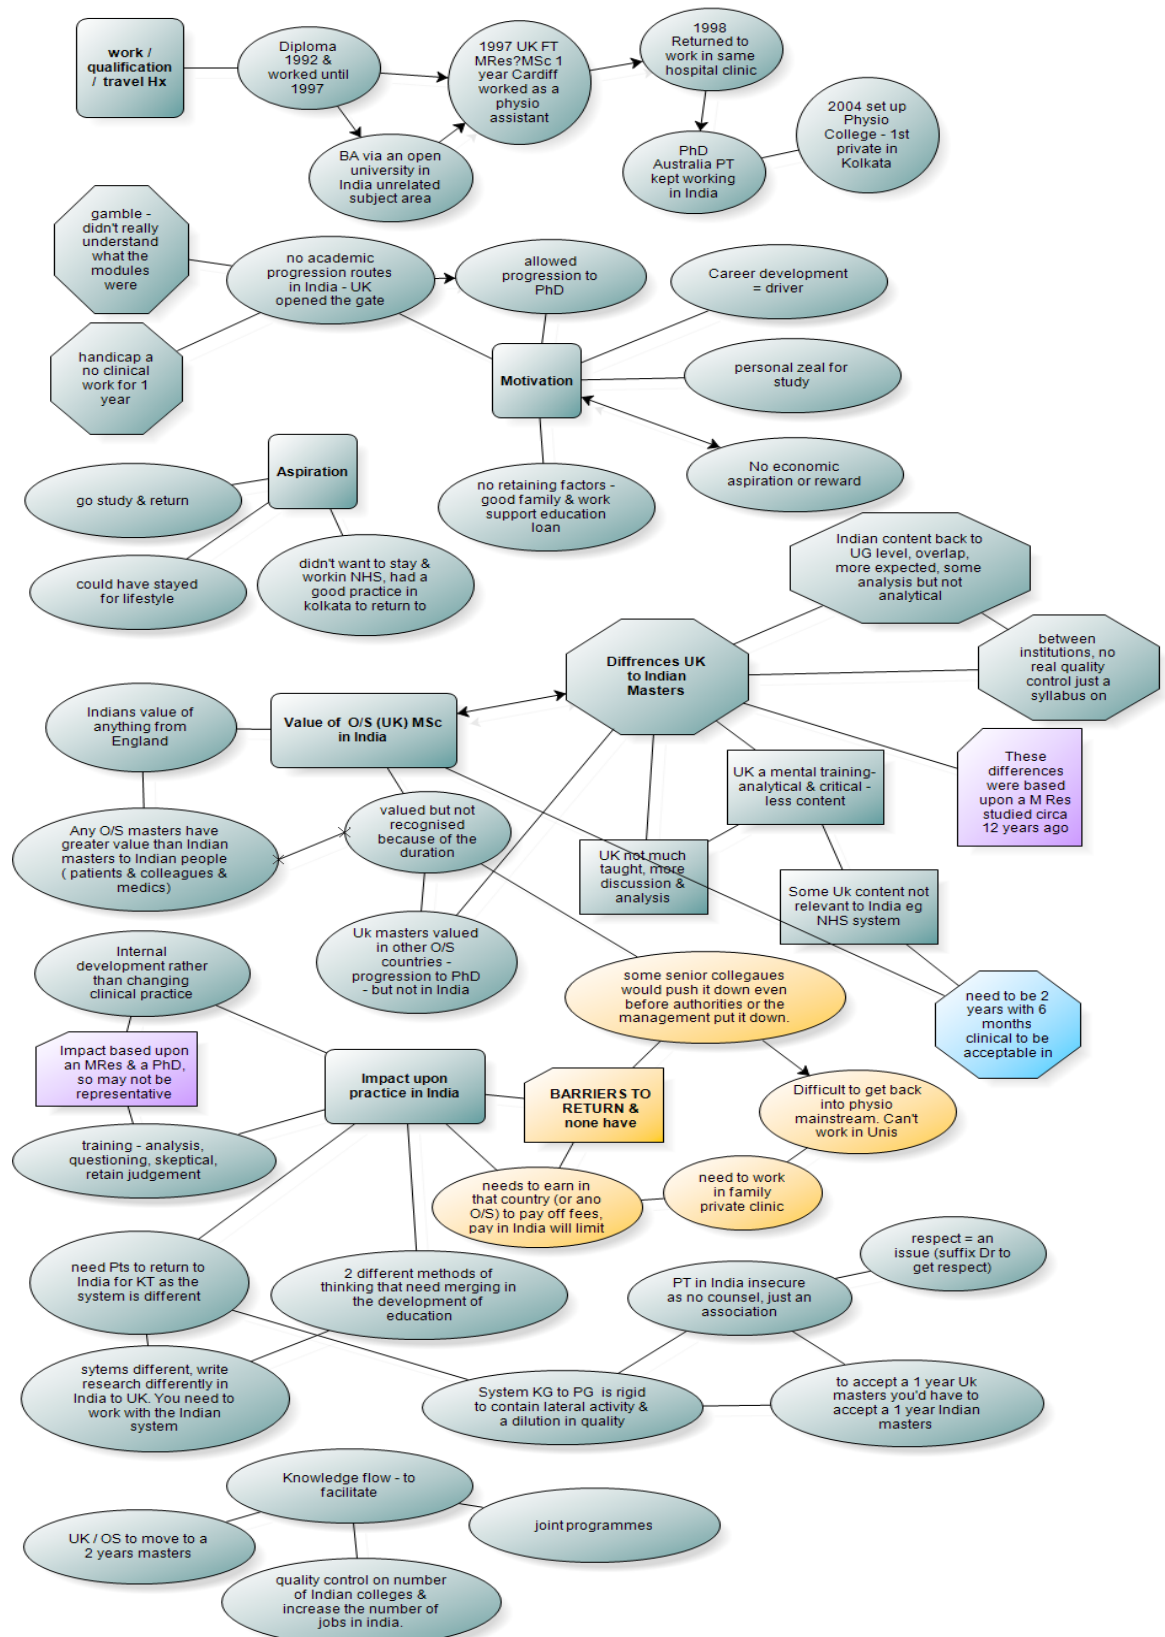 work /
qualification
/ travel Hx
Diploma
1992 &
worked until
1997
1997 UK FT
MRes?MSc 1
year Cardiff
worked as a
physio
assistant
1998
Returned to
work in same
hospital clinic
BA via an open
university in
India unrelated
subject area
PhD
Australia PT
kept working
in India
2004 set up
Physio
College - 1st
private in
Kolkata
gamble -
didn't really
understand
what the
modules
were
no academic
progression routes
in India - UK
opened the gate
allowed
progression to
PhD
Career development
= driver
handicap a
no clinical
work for 1
year
Motivation
personal zeal for
study
No economic
aspiration or reward
no retaining factors -
good family & work
support education
loan
Aspiration
go study & return
could have stayed
for lifestyle
didn't want to stay &
workin NHS, had a
good practice in
kolkata to return to
Indian content back to
UG level, overlap,
more expected, some
analysis but not
analytical
between
institutions, no
real quality
control just a
syllabus on
Diffrences UK
to Indian
Masters
Value of O/S (UK) MSc
in India
Indians value of
anything from
England
These
differences
were based
upon a M Res
studied circa
12 years ago
UK a mental training-
analytical & critical -
less content
valued but not
recognised
because of the
duration
Any O/S masters have
greater value than Indian
masters to Indian people
( patients & colleagues &
medics)
UK not much
taught, more
discussion &
analysis
Some Uk content not
relevant to India eg
NHS system
Uk masters valued
in other O/S
countries -
progression to PhD
- but not in India
Internal
development rather
than changing
clinical practice
some senior collegaues
would push it down even
before authorities or the
management put it down.
need to be 2
years with 6
months
clinical to be
acceptable in
Impact based upon
an MRes & a PhD,
so may not be
representative
Impact upon
practice in India
BARRIERS TO
RETURN &
none have
Difficult to get back
into physio
mainstream. Can't
work in Unis
training - analysis,
questioning, skeptical,
retain judgement
needs to earn in
that country (or ano
O/S) to pay off fees,
pay in India will limit
need to work
in family
private clinic
respect = an
issue (suffix Dr to
get respect)
need Pts to return to
India for KT as the
system is different
2 different methods of
thinking that need merging in
the development of
education
PT in India insecure
as no counsel, just an
association
sytems different, write
research differently in
India to UK. You need to
work with the Indian
system
System KG to PG is rigid
to contain lateral activity &
a dilution in quality
to accept a 1 year Uk
masters you'd have to
accept a 1 year Indian
masters
Knowledge flow - to
facilitate
UK / OS to move to a
2 years masters
joint programmes
quality control on number
of Indian colleges &
increase the number of
jobs in india.